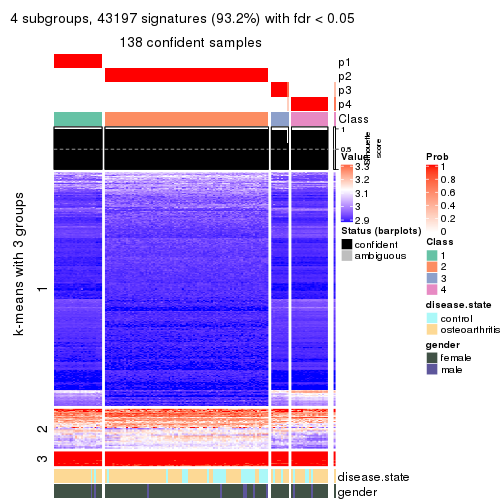 4 subgroups, 43197 signatures (93.2%) with fdr < 0.05
138 confident samples
p1
p2
p3
p4
Class
1
0.5
Silhouette
score
k-means with 3 groups
1
2
3
disease.state
gender
Value
3.3
3.2
3.1
3
2.9
Status (barplots)
confident
ambiguous
Prob
1
0.8
0.6
0.4
0.2
0
Class
1
2
3
4
disease.state
control
osteoarthritis
gender
female
male